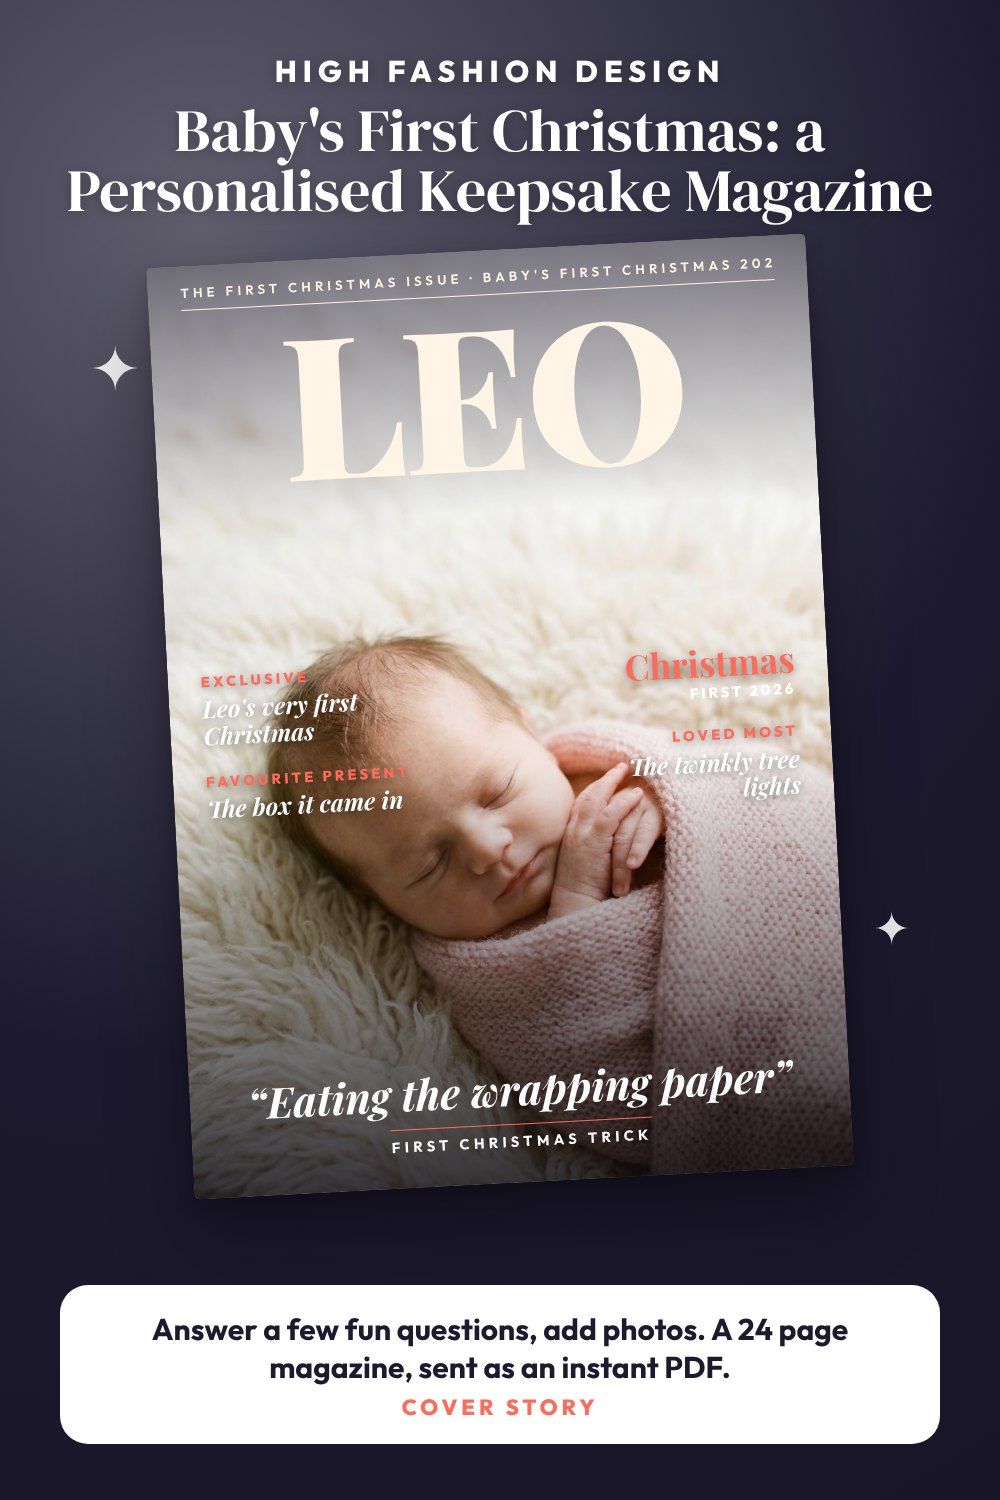 HIGH FASHION DESIGN
Baby's First Christmas: a
Personalised Keepsake Magazine
THE FIRST CHRISTMAS ISSUE · BABY'S FIRST CHRISTMAS 202
LEO
EXCLUSIVE
Leo's very first
Christmas
FAVOURITE PRESENT
The box it came in
Christmas
FIRST 2026
LOVED MOST
The twinkly tree
lights
“Eating the wrapping paper”
FIRST CHRISTMAS TRICK
Answer a few fun questions, add photos. A 24 page
magazine, sent as an instant PDF.
COVER STORY